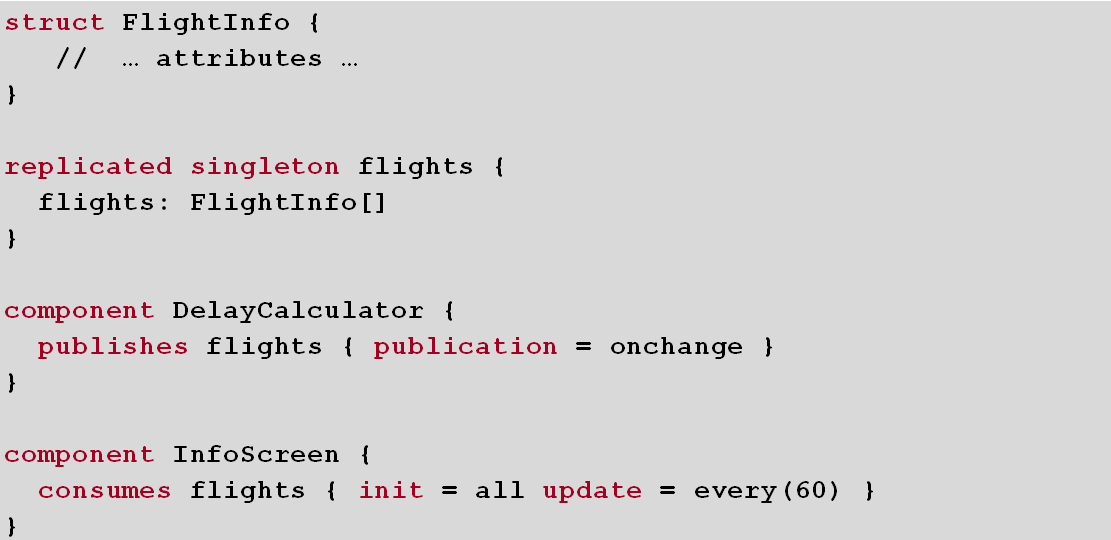 struct FlightInfo {
// … attributes …
}
replicated singleton flights {
flights: FlightInfo[]
}
component DelayCalculator {
publishes flights { publication = onchange }
}
component InfoScreen {
consumes flights { init = all update = every(60) }
}